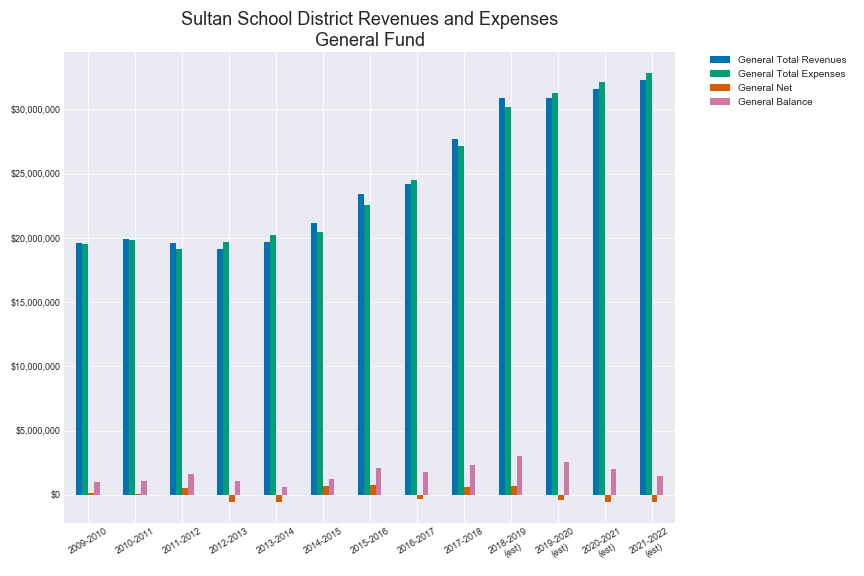 Sultan School District Revenues and Expenses
General Fund
General Total Revenues
General Total Expenses
General Net
General Balance
$30,000,000
$25,000,000
$20,000,000
$15,000,000
$10,000,000
$5,000,000
$0
2009-2010
2010-2011
2011-2012
2012-2013
2013-2014
2014-2015
2015-2016
2016-2017
2017-2018
2018-2019
(est)
2019-2020
(est)
2020-2021
(est)
2021-2022
(est)